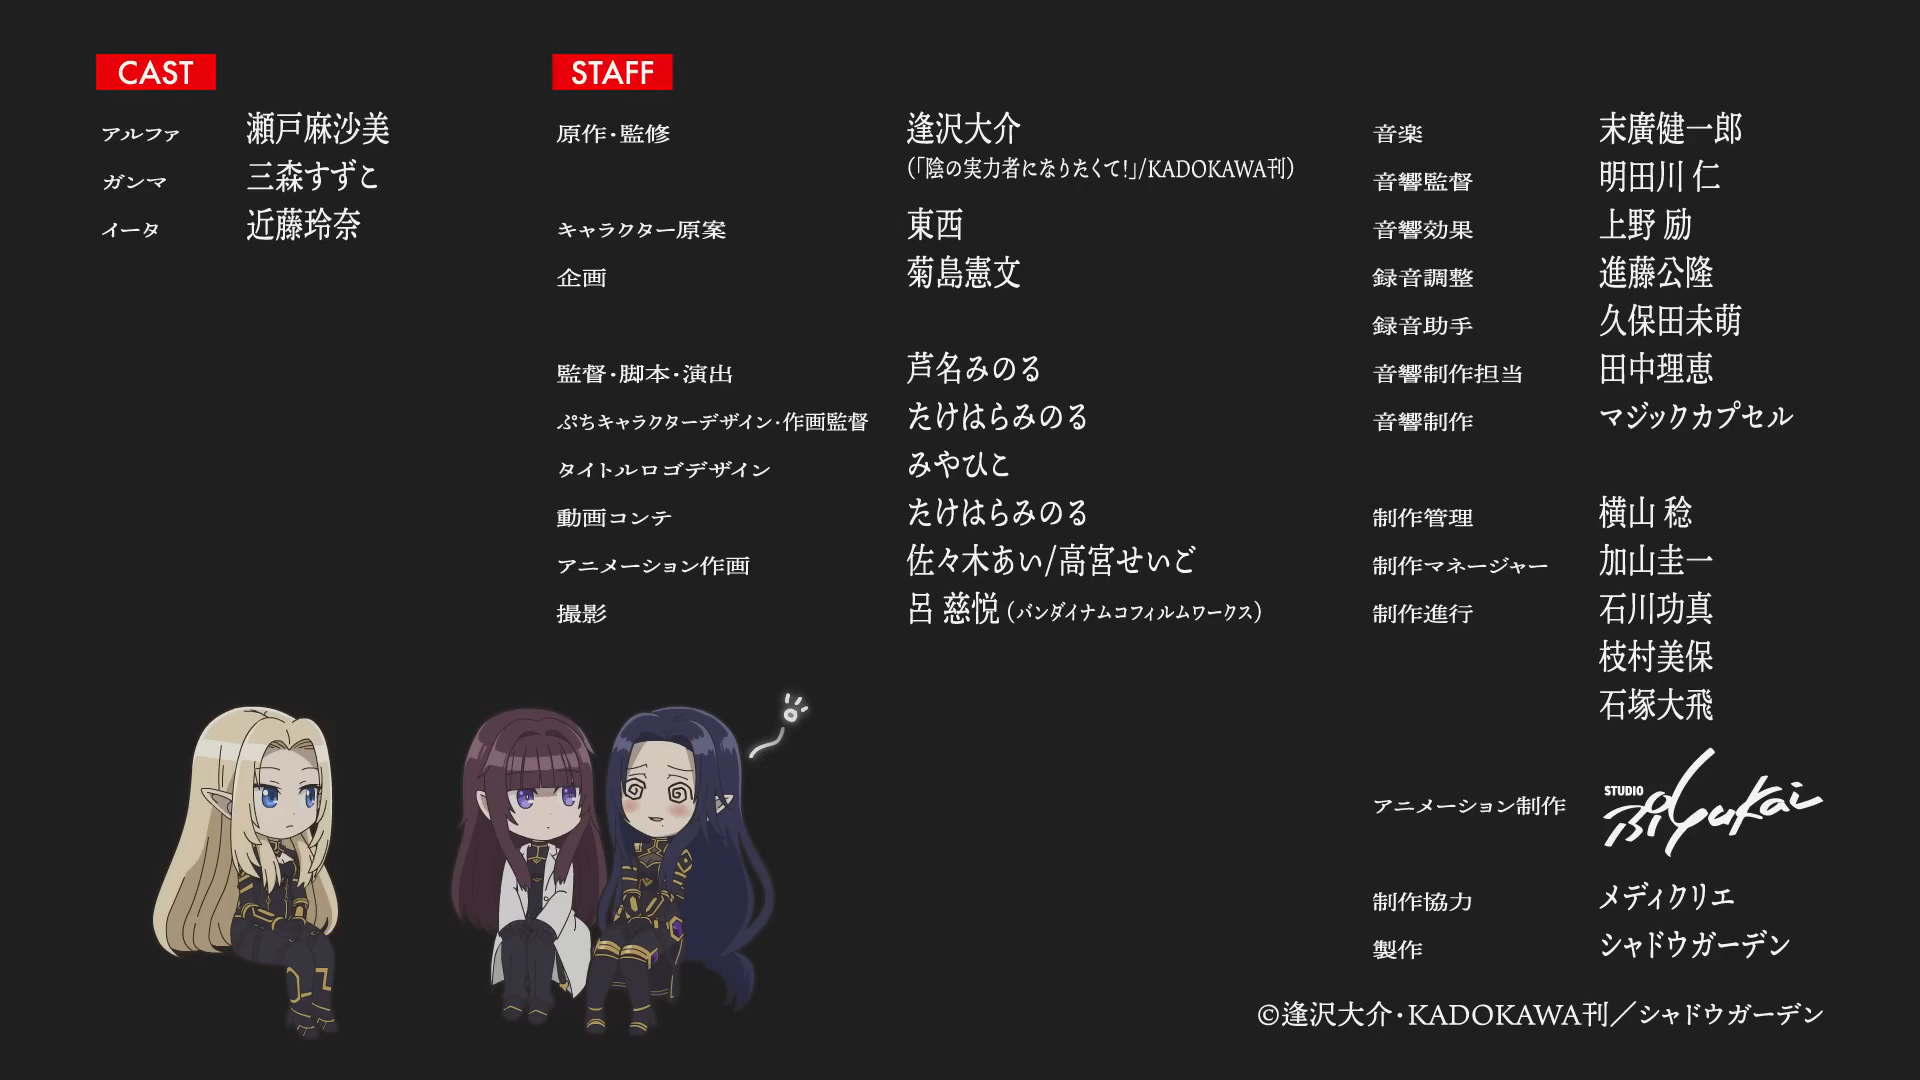 CAST
アルファ 瀬戸麻沙美
ガンマ 三森すずこ
イータ 近藤玲奈
STAFF
原作・監修 逢沢大介
(「陰の実力者になりたくて!」/KADOKAWA刊)
キャラクター原案 東西
企画 菊島憲文
監督・脚本・演出 芦名みのる
ぷちキャラクターデザイン・作画監督 たけはらみのる
タイトルロゴデザイン みやひこ
動画コンテ たけはらみのる
アニメーション作画 佐々木あい/高宮せいご
撮影 呂 慈悦 (バンダイナムコフィルムワークス)
音楽 末廣健一郎
音響監督 明田川 仁
音響効果 上野 励
録音調整 進藤公隆
録音助手 久保田未萌
音響制作担当 田中理恵
音響制作 マジックカプセル
制作管理 横山 稔
制作マネージャー 加山圭一
制作進行 石川功真
枝村美保
石塚大飛
アニメーション制作 STUDIO ぷYUKAI
制作協力 メディクリエ
製作 シャドウガーデン
©逢沢大介・KADOKAWA刊／シャドウガーデン